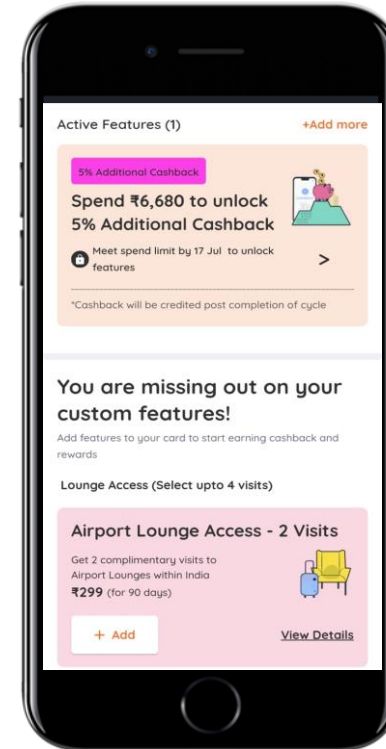 Active Features (1) +Add more
5% Additional Cashback
Spend ₹6,680 to unlock
5% Additional Cashback
Meet spend limit by 17 Jul to unlock
features >
*Cashback will be credited post completion of cycle
You are missing out on your
custom features!
Add features to your card to start earning cashback and
rewards
Lounge Access (Select upto 4 visits)
Airport Lounge Access - 2 Visits
Get 2 complimentary visits to
Airport Lounges within India
₹299 (for 90 days)
+ Add View Details